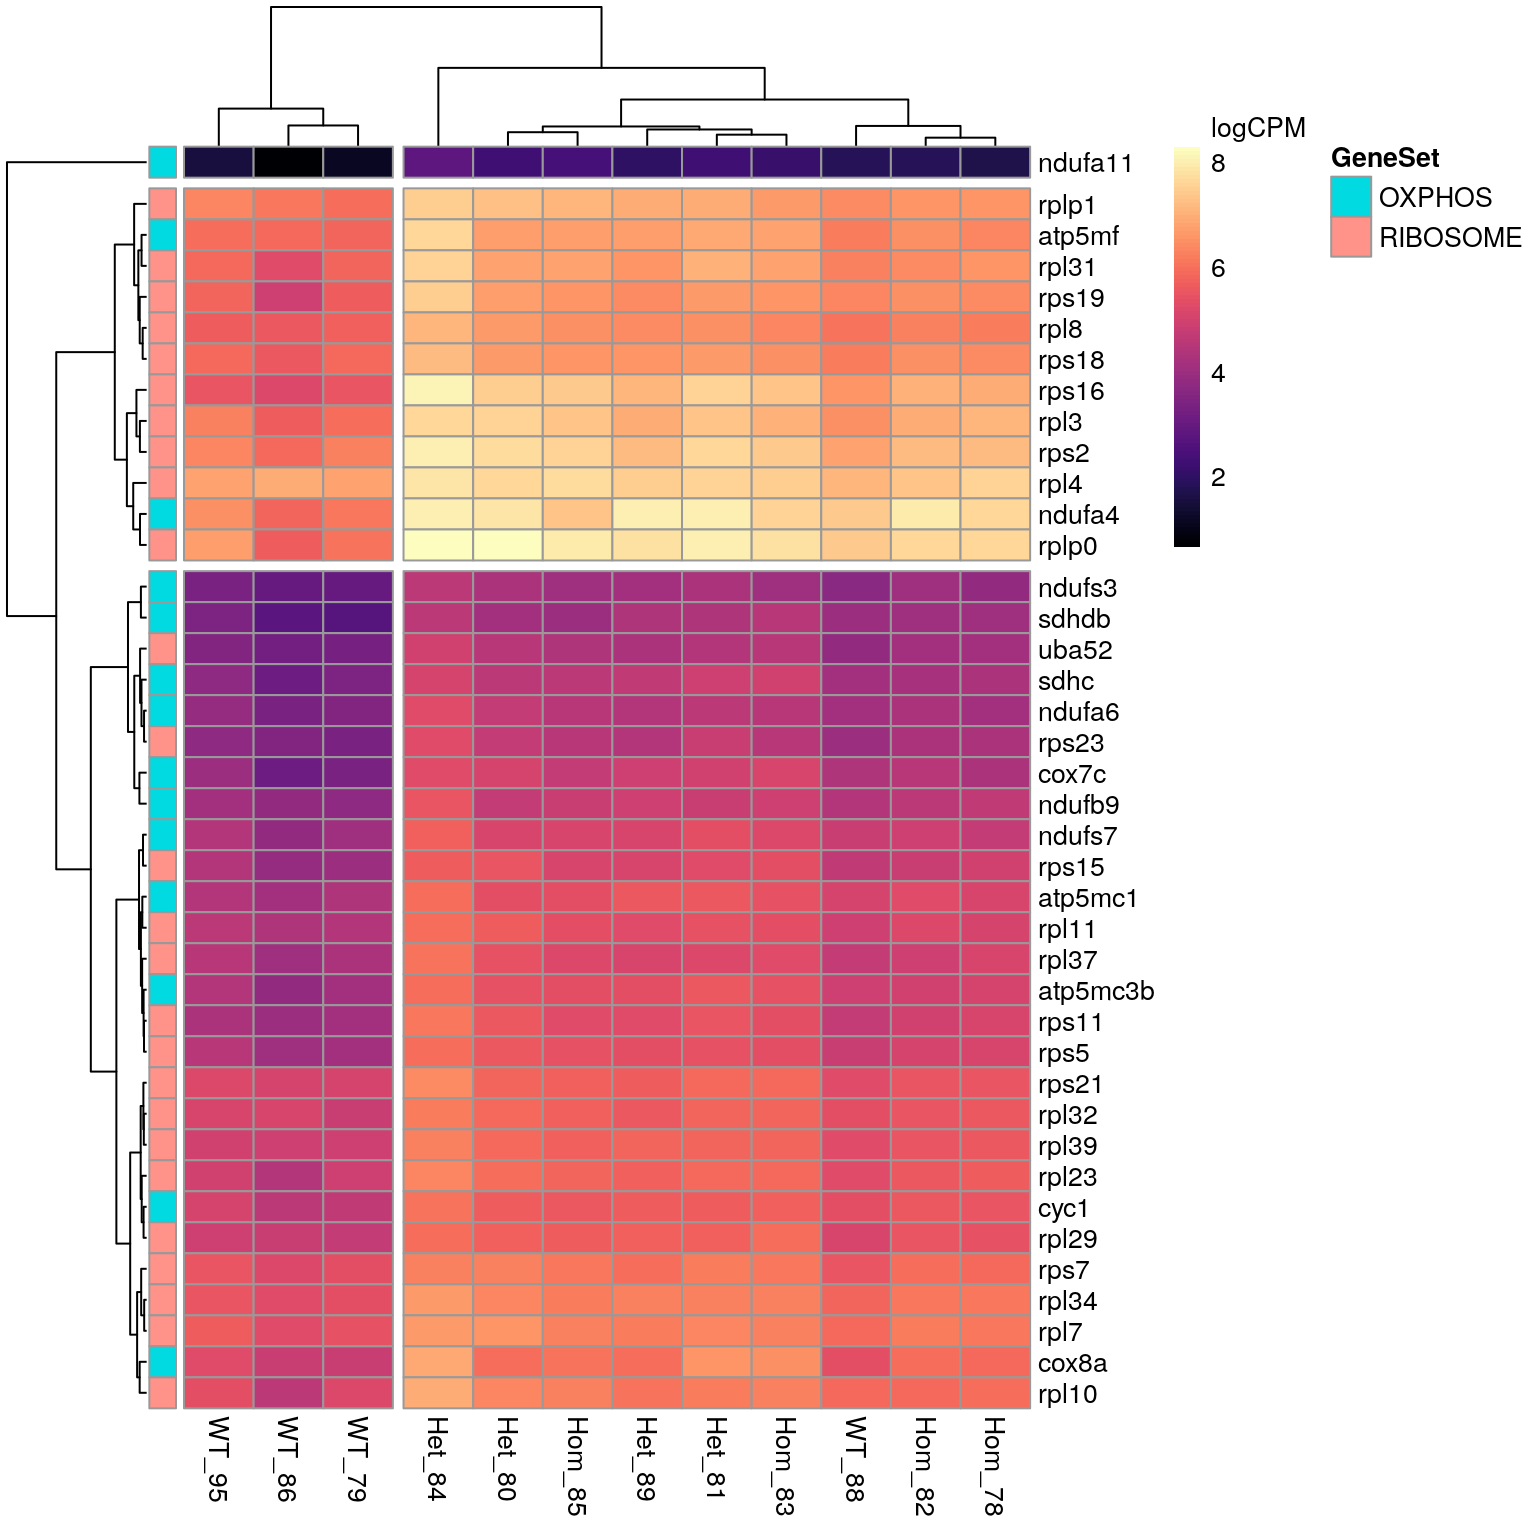 logCPM
8
6
4
2
GeneSet
OXPHOS
RIBOSOME
ndufa11
rplp1
atp5mf
rpl31
rps19
rpl8
rps18
rps16
rpl3
rps2
rpl4
ndufa4
rplp0
ndufs3
sdhdb
uba52
sdhc
ndufa6
rps23
cox7c
ndufb9
ndufs7
rps15
atp5mc1
rpl11
rpl37
atp5mc3b
rps11
rps5
rps21
rpl32
rpl39
rpl23
cyc1
rpl29
rps7
rpl34
rpl7
cox8a
rpl10
WT_95
WT_86
WT_79
Het_84
Het_80
Hom_85
Het_89
Het_81
Hom_83
WT_88
Hom_82
Hom_78